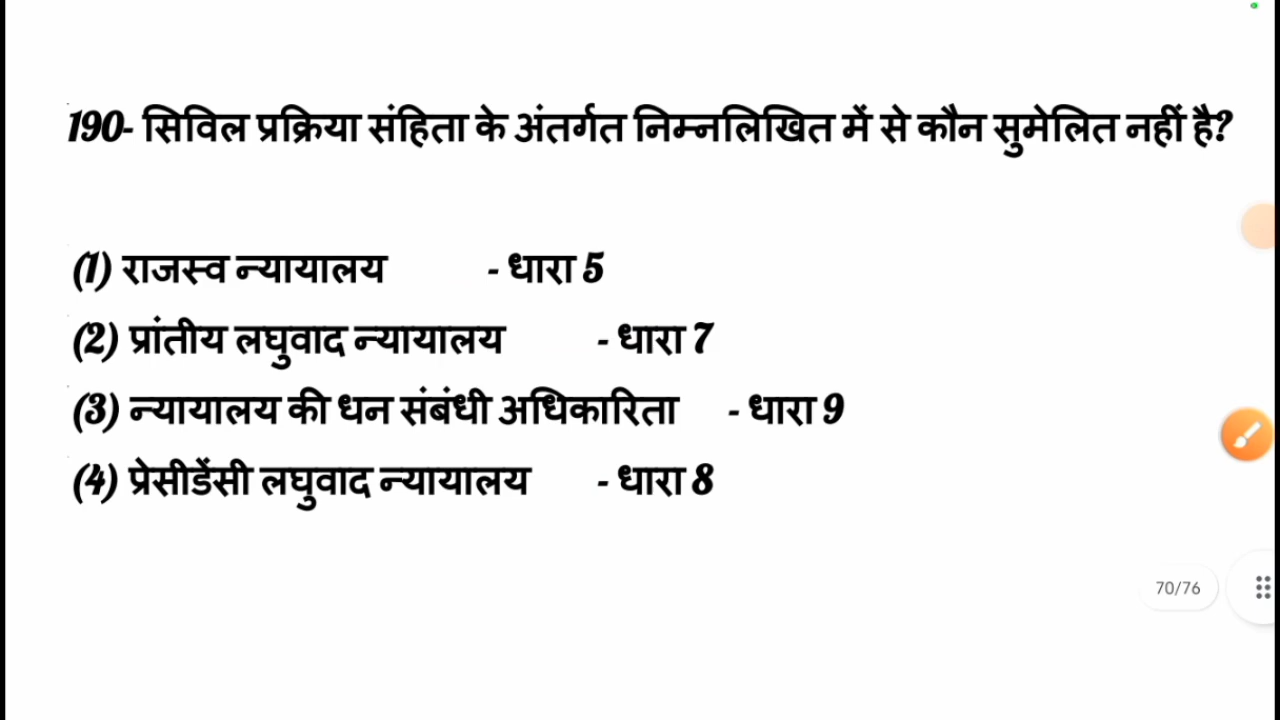 190- सिविल प्रक्रिया संहिता के अंतर्गत निम्नलिखित में से कौन सुमेलित नहीं है?
(1) राजस्व न्यायालय - धारा 5
(2) प्रांतीय लघुवाद न्यायालय - धारा 7
(3) न्यायालय की धन संबंधी अधिकारिता - धारा 9
(4) प्रेसीडेंसी लघुवाद न्यायालय - धारा 8
70/76